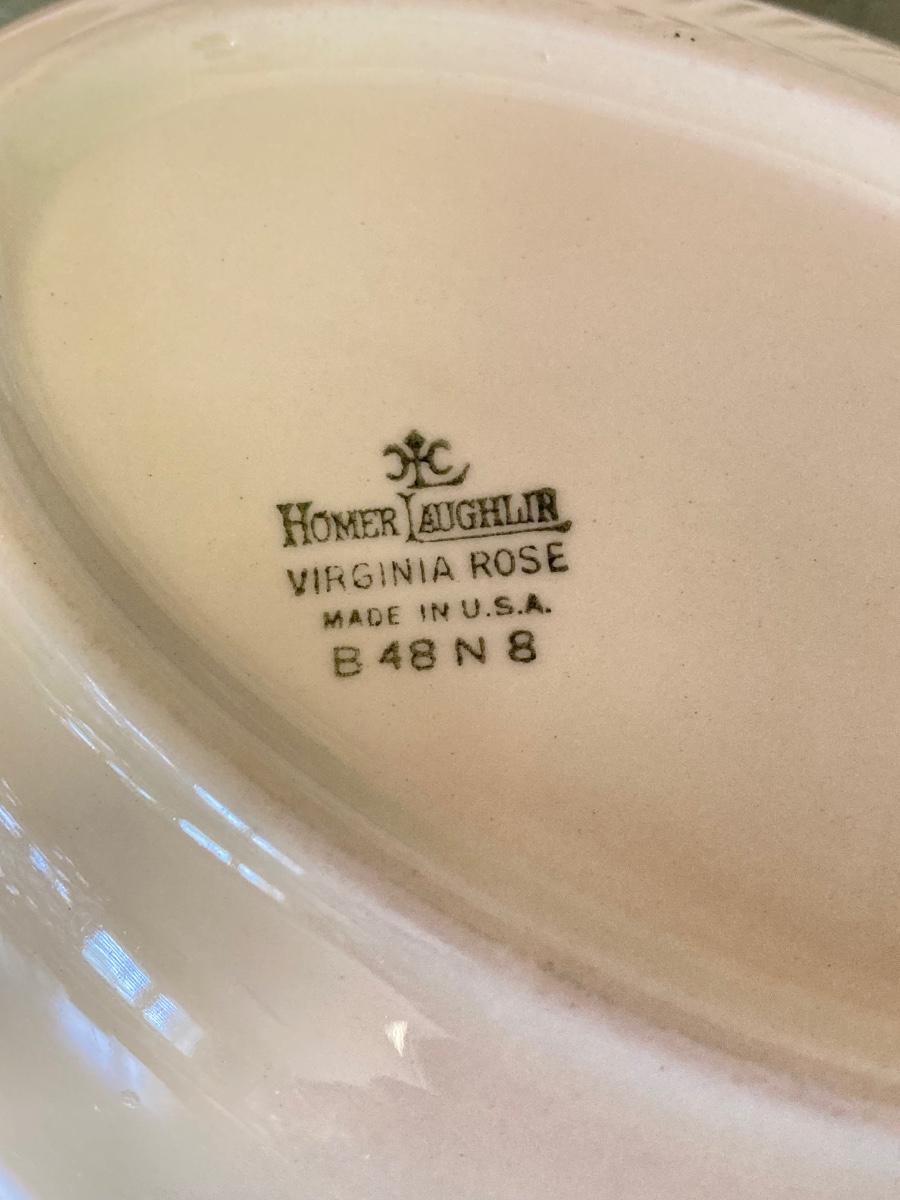 HOMER LAUGHLIN
VIRGINIA ROSE
MADE IN U.S.A.
B 48 N 8